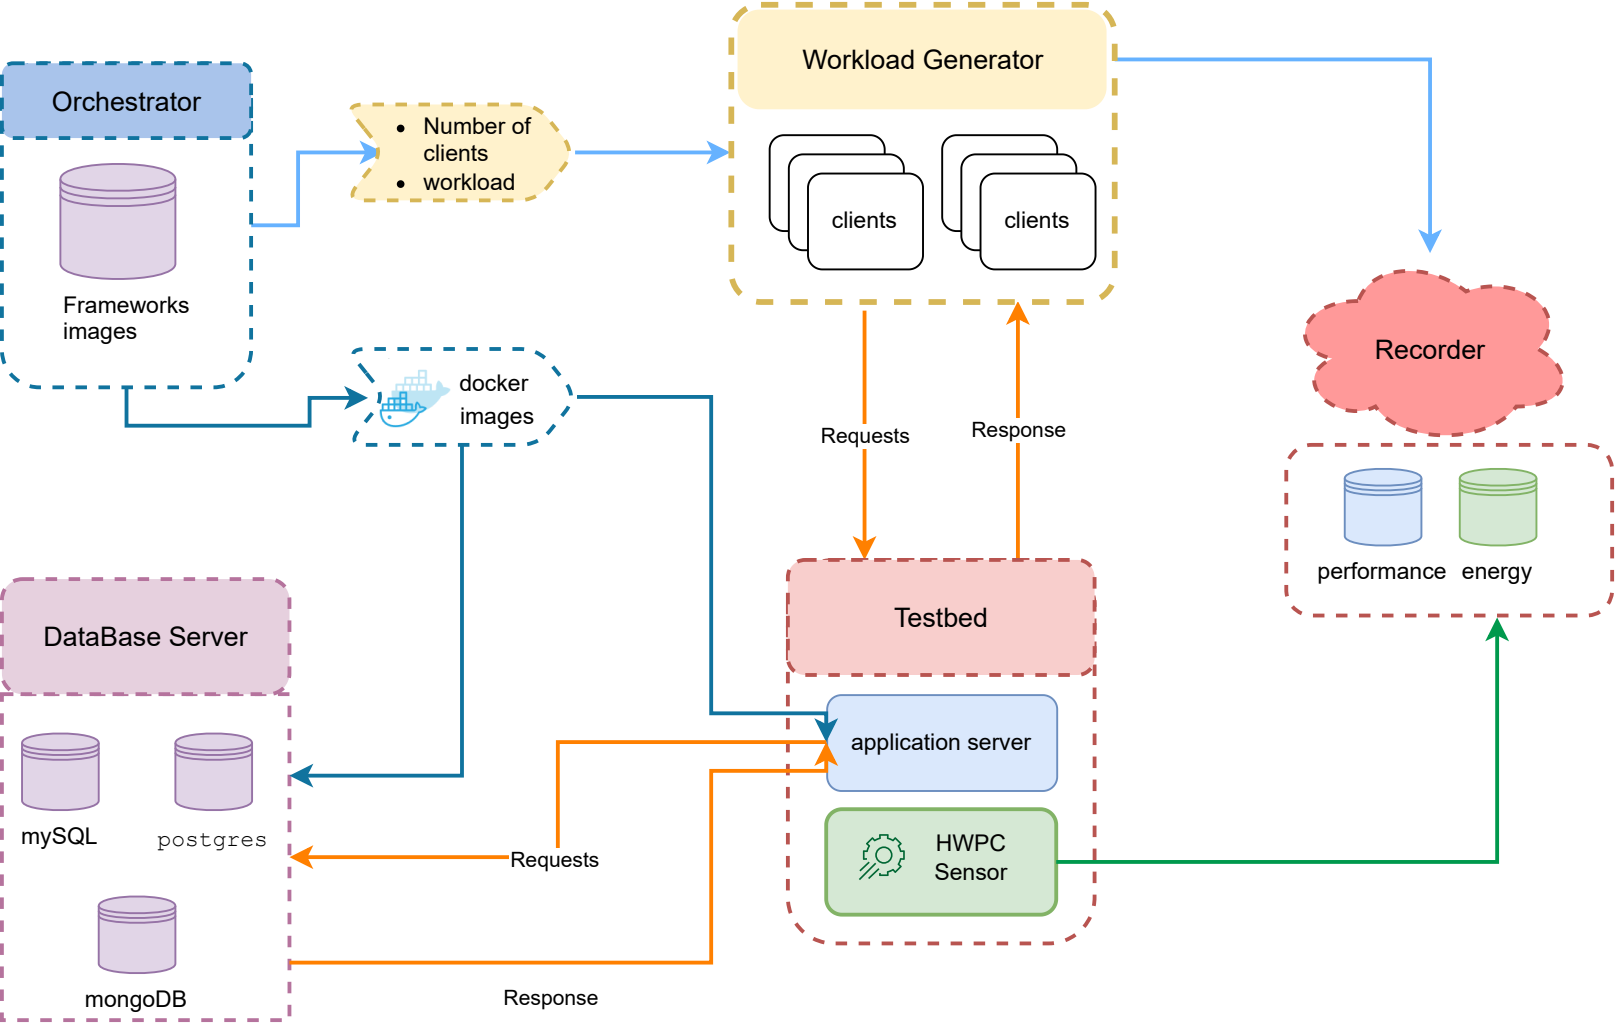 Workload Generator
Orchestrator
Number of
clients
workload
clients
clients
Frameworks
images
docker
images
Recorder
Requests
Response
performance
energy
Testbed
DataBase Server
application server
mySQL
postgres
HWPC
Sensor
Requests
mongoDB
Response